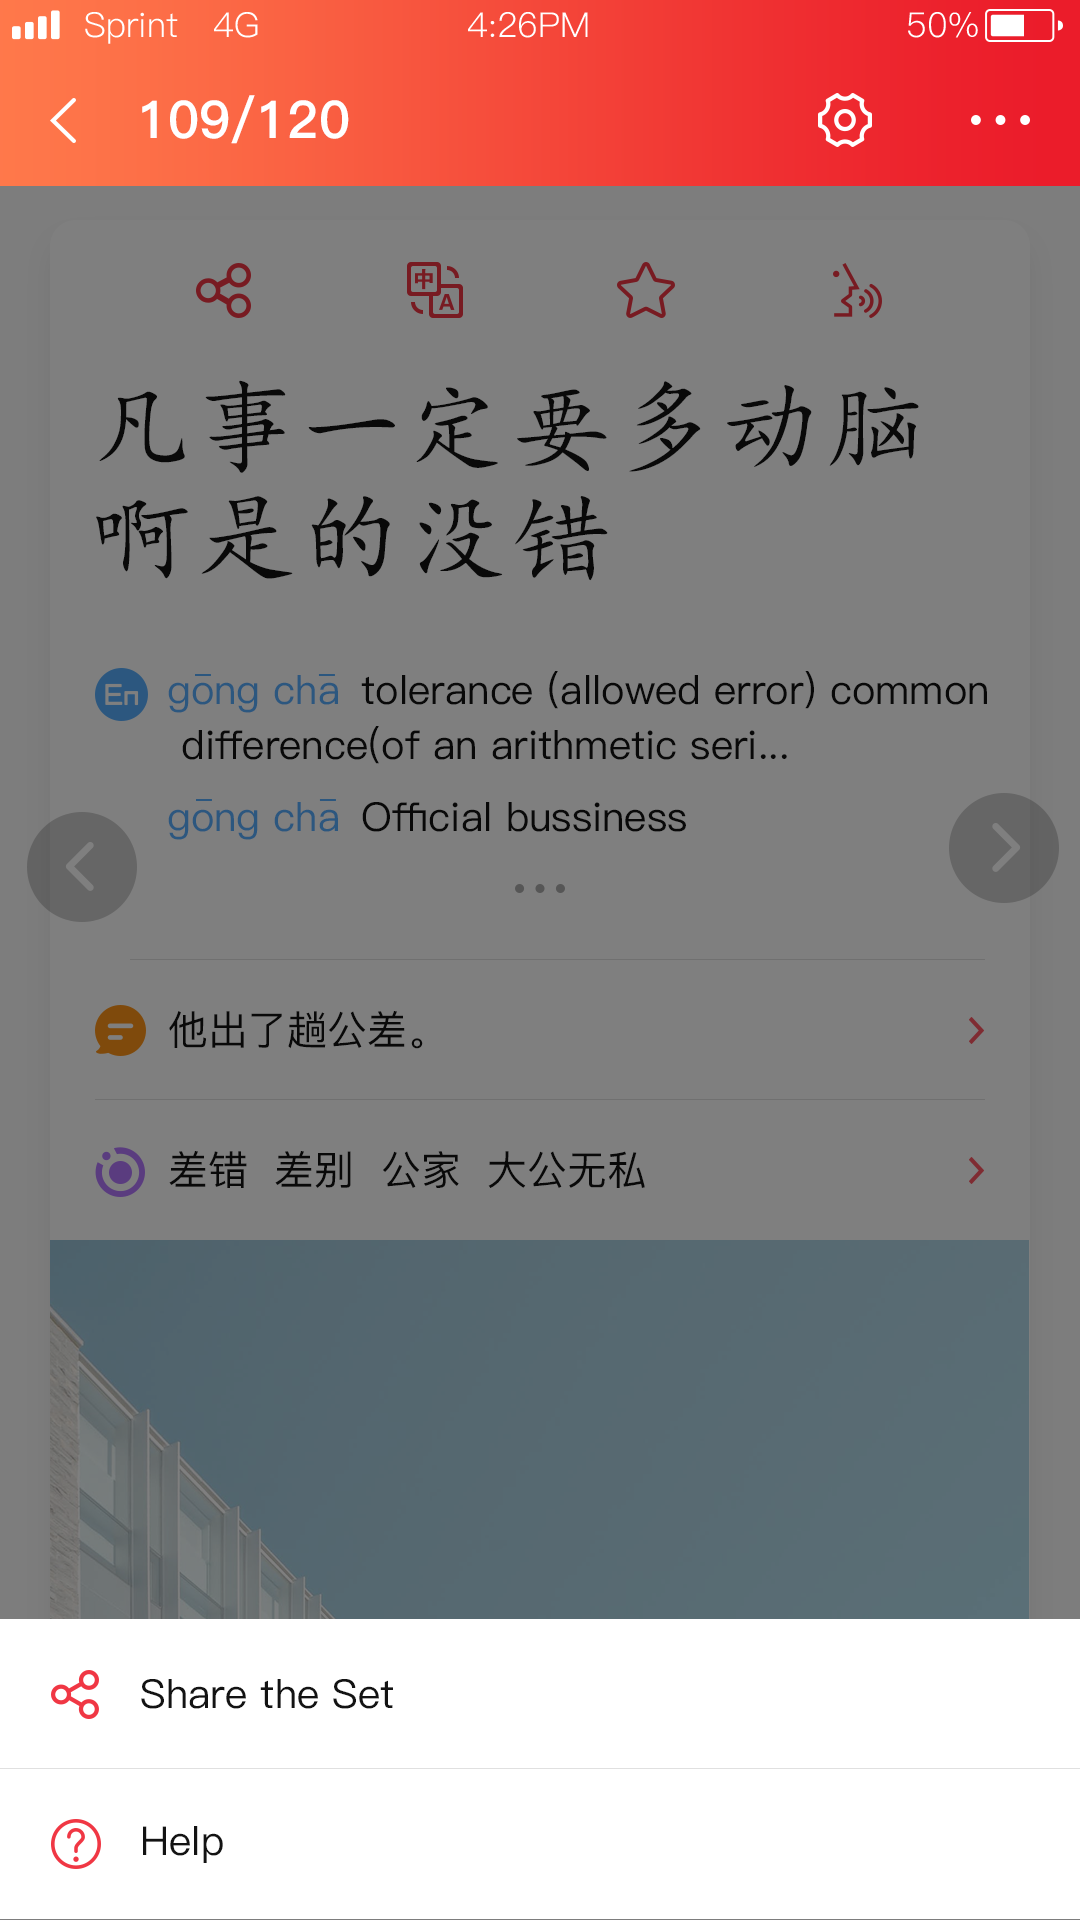 Sprint 4G 4:26PM 50%
109/120
凡事一定要多动脑
啊是的没错
En gōng chā tolerance (allowed error) common
difference(of an arithmetic seri...
gōng chā Official bussiness
他出了趟公差。
差错 差别 公家 大公无私
Share the Set
Help